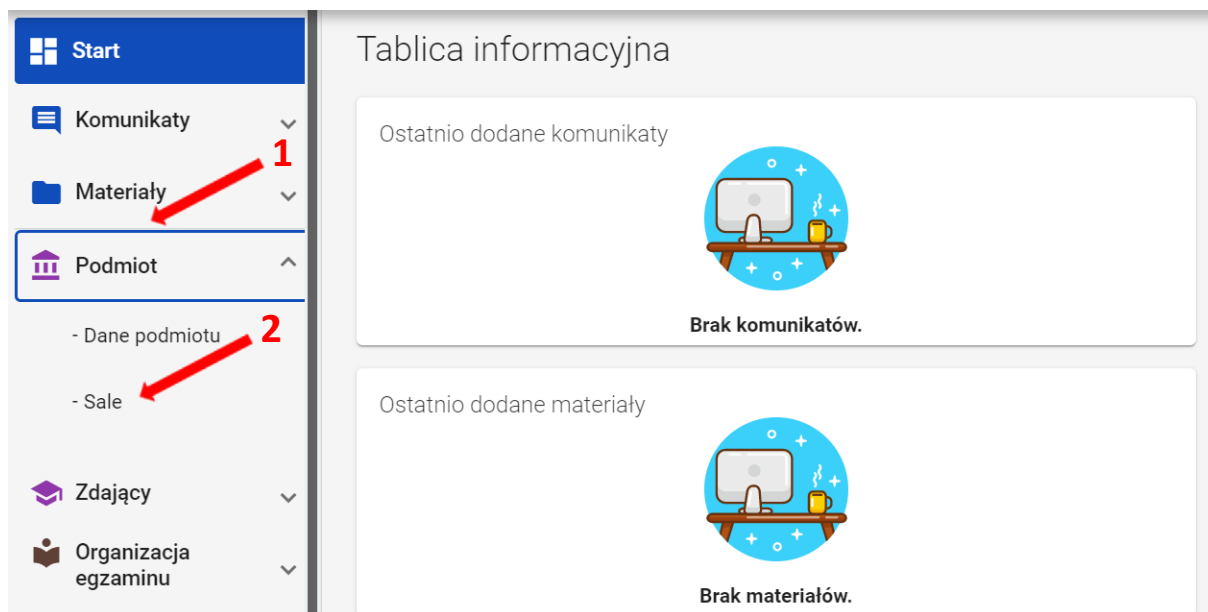 Start
Komunikaty
1
Materiały
Podmiot
- Dane podmiotu
2
- Sale
Zdający
Organizacja
egzaminu
Tablica informacyjna
Ostatnio dodane komunikaty
Brak komunikatów.
Ostatnio dodane materiały
Brak materiałów.